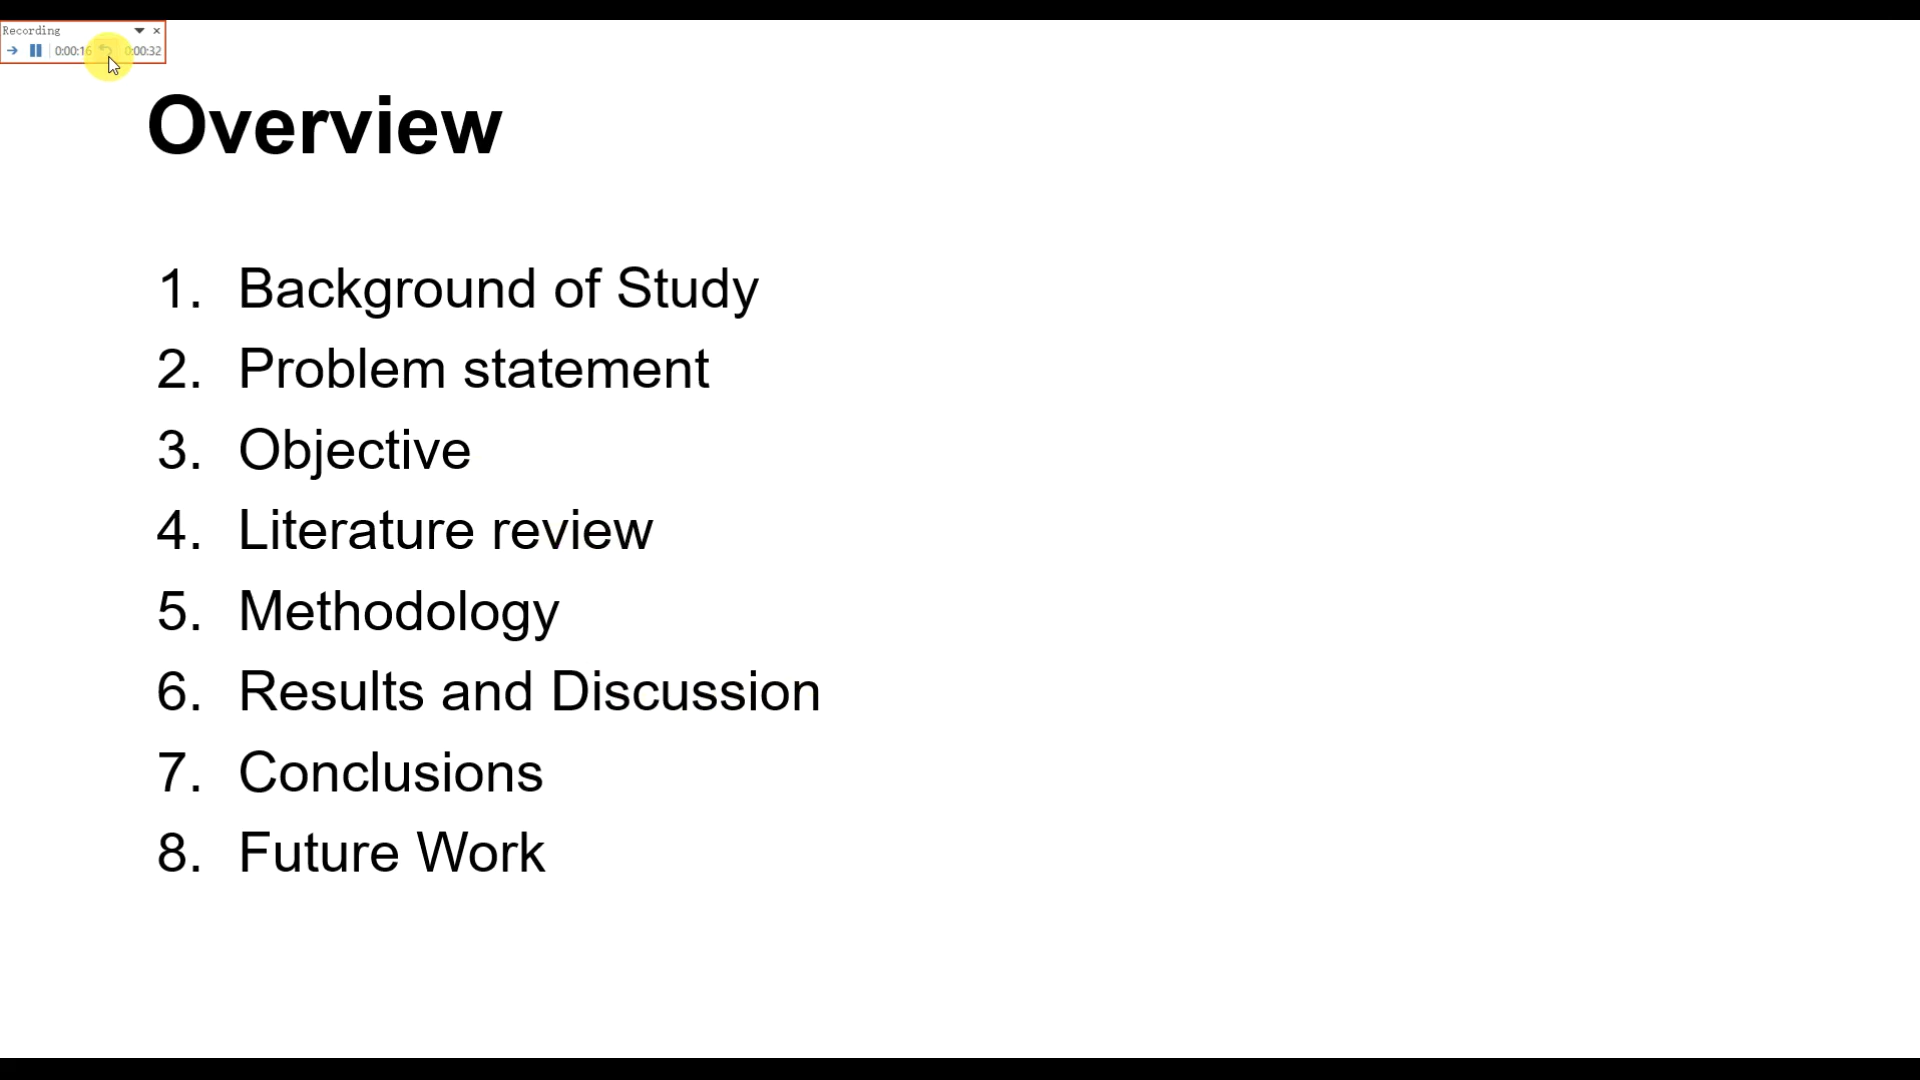 Recording
0:00:16 0:00:32
Overview
1. Background of Study
2. Problem statement
3. Objective
4. Literature review
5. Methodology
6. Results and Discussion
7. Conclusions
8. Future Work